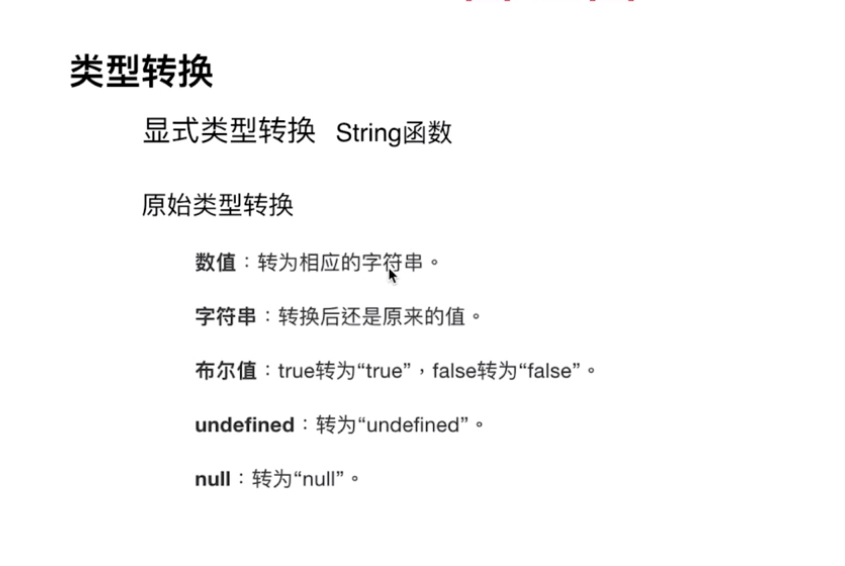 类型转换
显式类型转换 String函数
原始类型转换
数值：转为相应的字符串。
字符串：转换后还是原来的值。
布尔值：true转为“true”，false转为“false”。
undefined：转为“undefined”。
null：转为“null”。